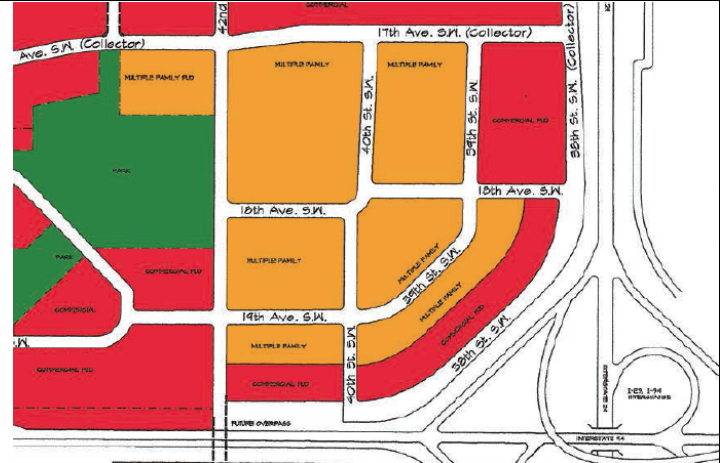 COMMERCIAL
42nd
17th Ave. S.W. (Collector)
Ave. S.W. (Collector)
38th St. S.W. (Collector)
MULTIPLE FAMILY
MULTIPLE FAMILY
MULTIPLE FAMILY PUD
40th St. S.W.
39th St. S.W.
COMMERCIAL PUD
PARK
18th Ave. S.W.
18th Ave. S.W.
PARK
COMMERCIAL PUD
MULTIPLE FAMILY
MULTIPLE FAMILY
39th St. S.W.
MULTIPLE FAMILY
COMMERCIAL PUD
38th St. S.W.
COMMERCIAL
19th Ave. S.W.
.W.
MULTIPLE FAMILY
40th St. S.W.
COMMERCIAL PUD
COMMERCIAL PUD
I-29, I-94
INTERCHANGE
FUTURE OVERPASS
INTERSTATE 94